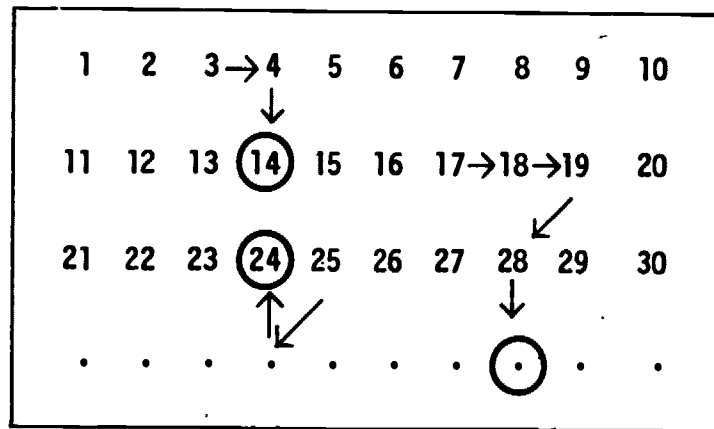 1 2 3 → 4 5 6 7 8 9 10
11 12 13 14 15 16 17 → 18 → 19 20
21 22 23 24 25 26 27 28 29 30
. . . . . . . . . .